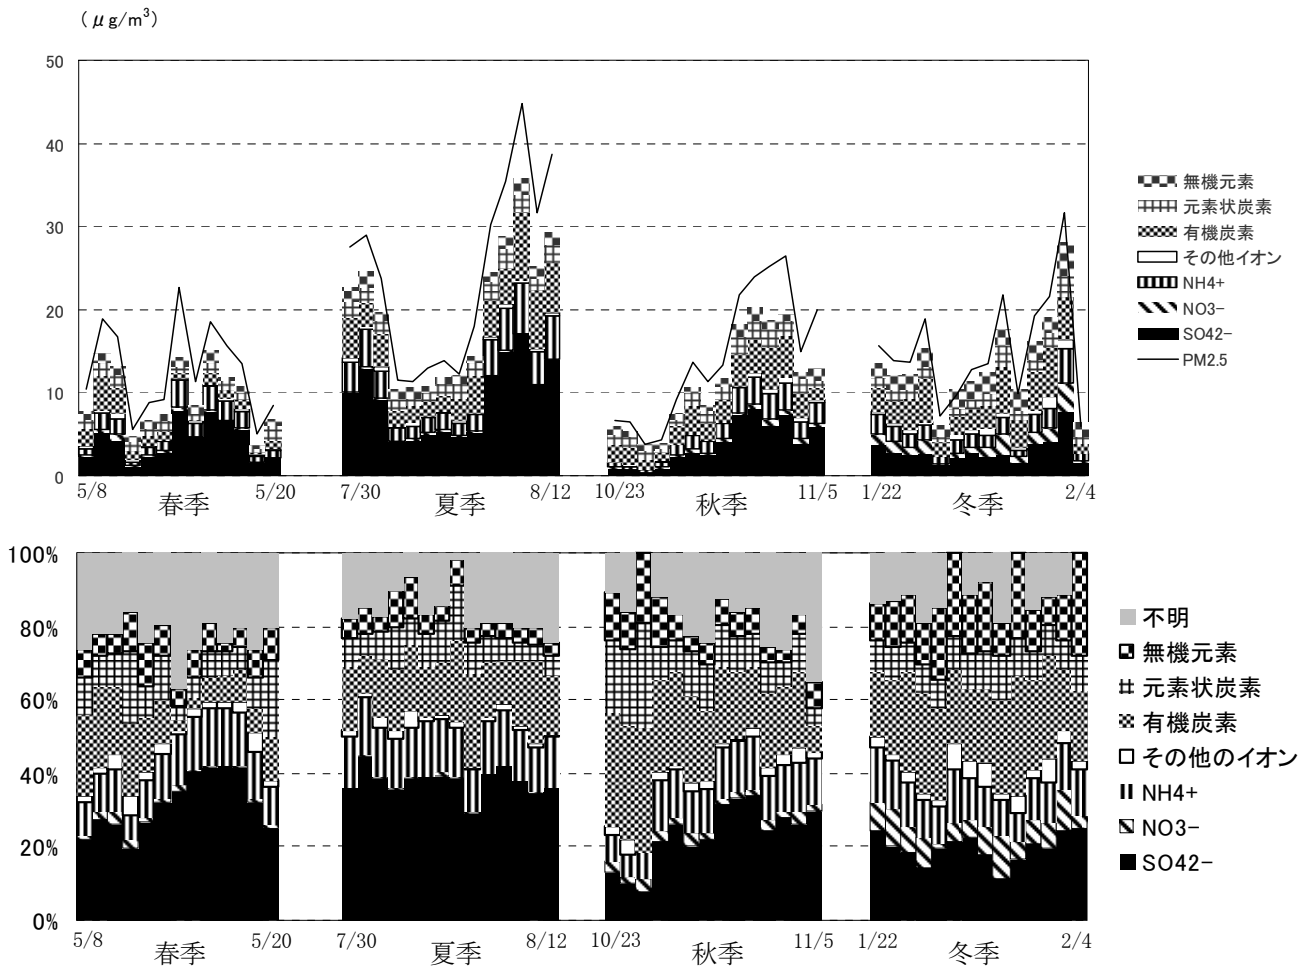 (μg/m³)
50
40
30
20
10
0
5/8
春季
5/20
7/30
夏季
8/12
10/23
秋季
11/5
1/22
冬季
2/4
無機元素
元素状炭素
有機炭素
その他イオン
NH4+
NO3-
SO42-
PM2.5
100%
80%
60%
40%
20%
0%
5/8
春季
5/20
7/30
夏季
8/12
10/23
秋季
11/5
1/22
冬季
2/4
不明
無機元素
元素状炭素
有機炭素
その他のイオン
NH4+
NO3-
SO42-